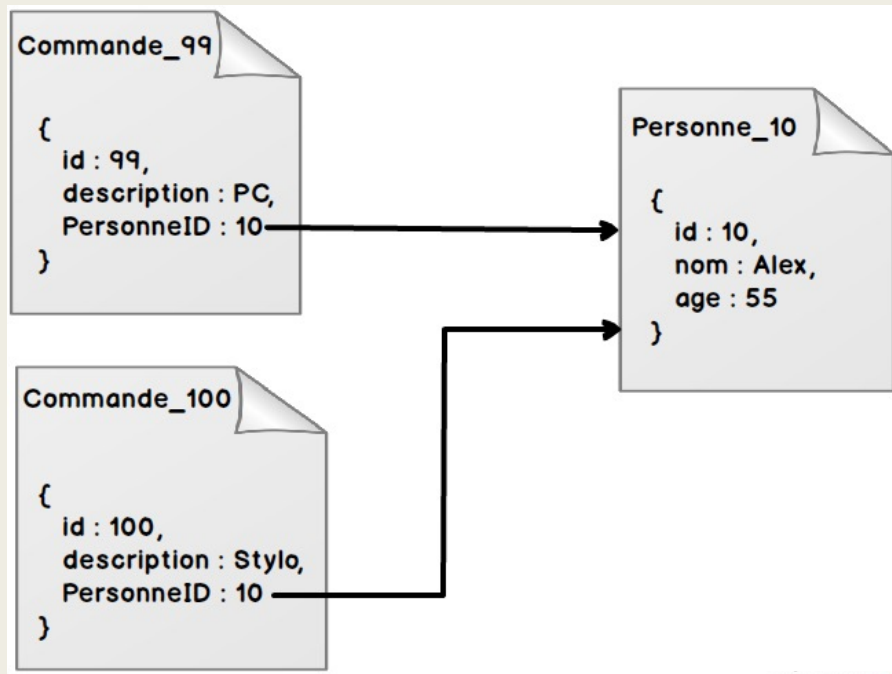 Commande_99
{
id : 99,
description : PC,
PersonneID : 10
}
Personne_10
{
id : 10,
nom : Alex,
age : 55
}
Commande_100
{
id : 100,
description : Stylo,
PersonneID : 10
}